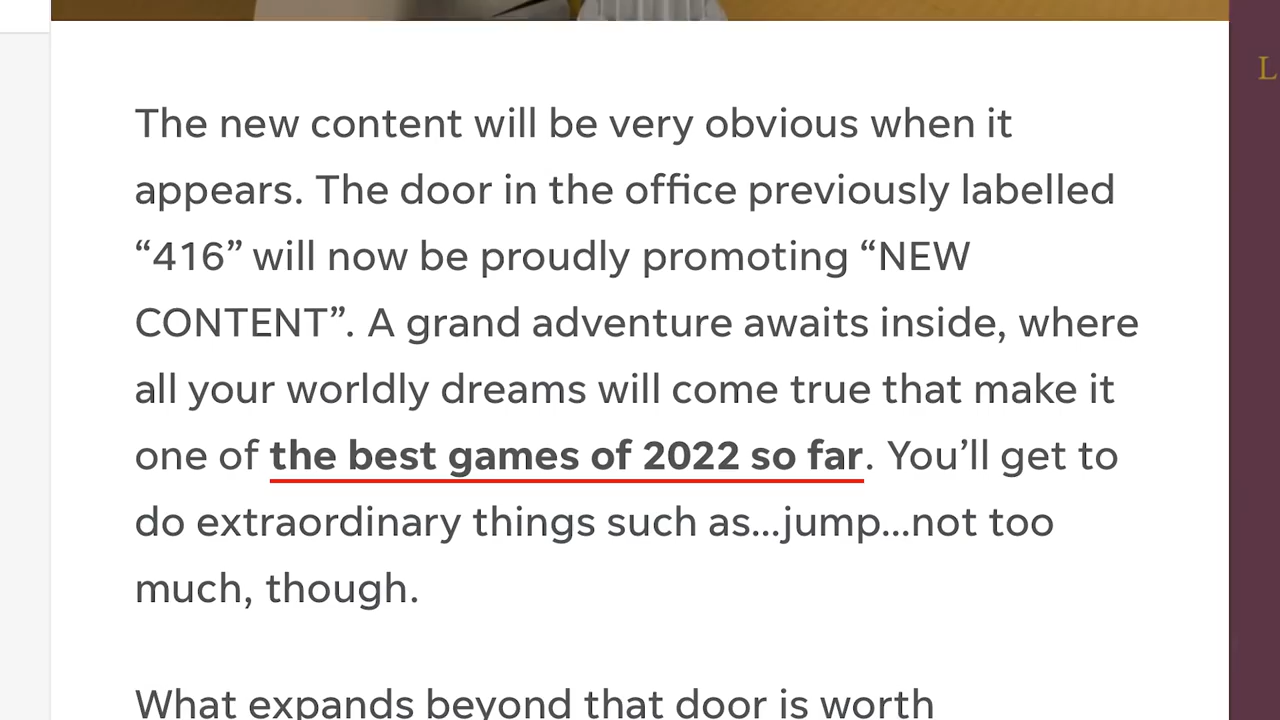 L
The new content will be very obvious when it
appears. The door in the office previously labelled
“416” will now be proudly promoting “NEW
CONTENT”. A grand adventure awaits inside, where
all your worldly dreams will come true that make it
one of the best games of 2022 so far. You’ll get to
do extraordinary things such as...jump...not too
much, though.
What expands beyond that door is worth